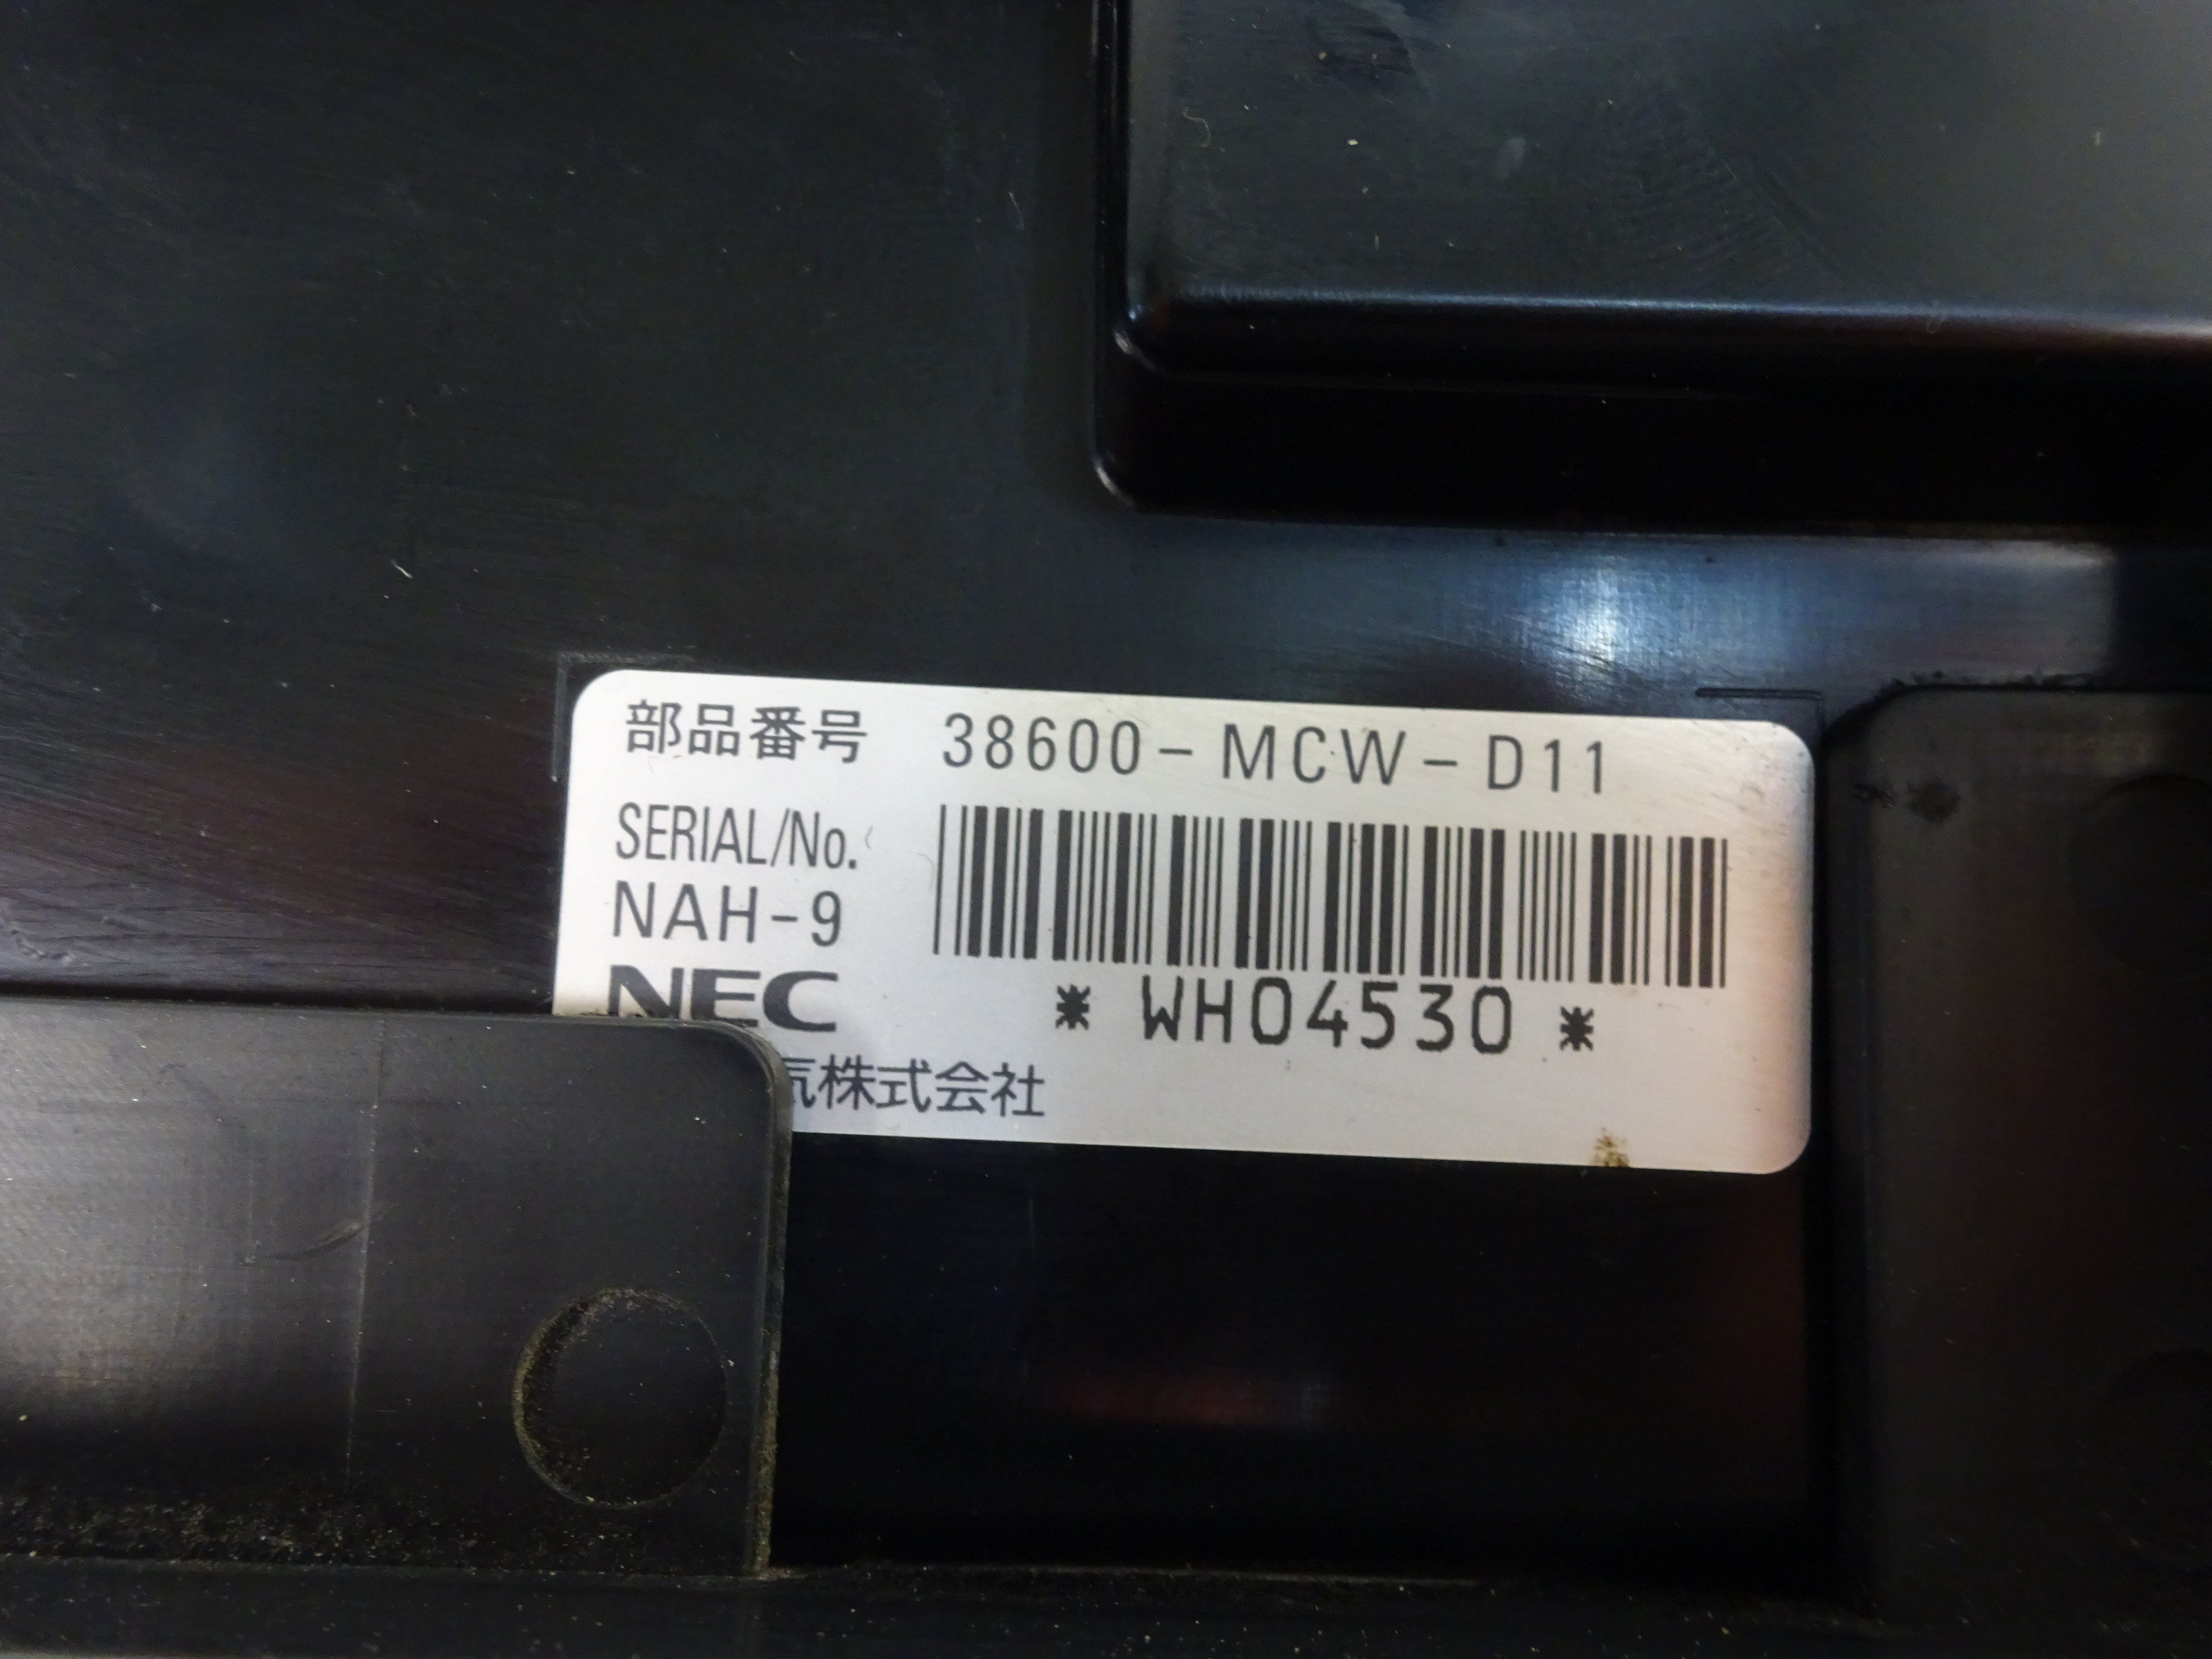 部品番号 38600-MCW-D11
SERIAL/No.
NAH-9
NEC
*WH04530*
気株式会社